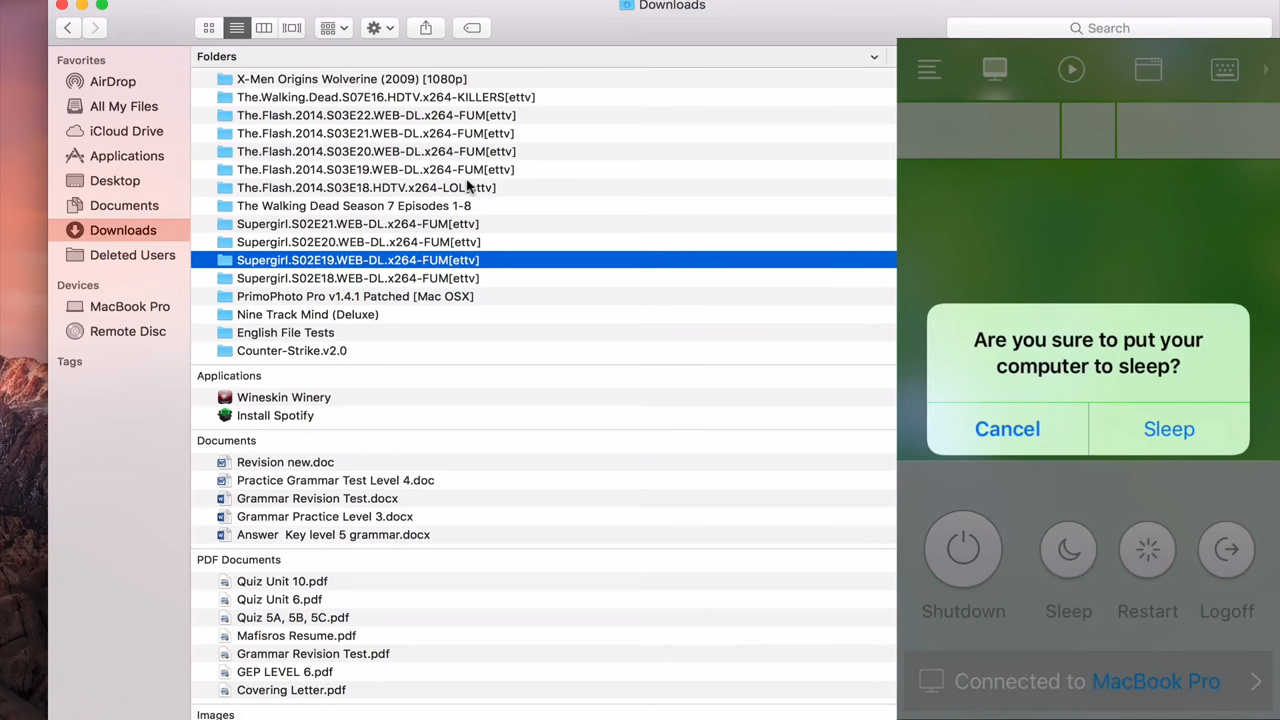 Downloads
Search
Favorites
AirDrop
All My Files
iCloud Drive
Applications
Desktop
Documents
Downloads
Deleted Users
Devices
MacBook Pro
Remote Disc
Tags
Folders
X-Men Origins Wolverine (2009) [1080p]
The.Walking.Dead.S07E16.HDTV.x264-KILLERS[ettv]
The.Flash.2014.S03E22.WEB-DL.x264-FUM[ettv]
The.Flash.2014.S03E21.WEB-DL.x264-FUM[ettv]
The.Flash.2014.S03E20.WEB-DL.x264-FUM[ettv]
The.Flash.2014.S03E19.WEB-DL.x264-FUM[ettv]
The.Flash.2014.S03E18.HDTV.x264-LOL[ettv]
The Walking Dead Season 7 Episodes 1-8
Supergirl.S02E21.WEB-DL.x264-FUM[ettv]
Supergirl.S02E20.WEB-DL.x264-FUM[ettv]
Supergirl.S02E19.WEB-DL.x264-FUM[ettv]
Supergirl.S02E18.WEB-DL.x264-FUM[ettv]
PrimoPhoto Pro v1.4.1 Patched [Mac OSX]
Nine Track Mind (Deluxe)
English File Tests
Counter-Strike.v2.0
Applications
Wineskin Winery
Install Spotify
Documents
Revision new.doc
Practice Grammar Test Level 4.doc
Grammar Revision Test.docx
Grammar Practice Level 3.docx
Answer  Key level 5 grammar.docx
PDF Documents
Quiz Unit 10.pdf
Quiz Unit 6.pdf
Quiz 5A, 5B, 5C.pdf
Mafisros Resume.pdf
Grammar Revision Test.pdf
GEP LEVEL 6.pdf
Covering Letter.pdf
Images
Are you sure to put your
computer to sleep?
Cancel Sleep
Shutdown Sleep Restart Logoff
Connected to MacBook Pro